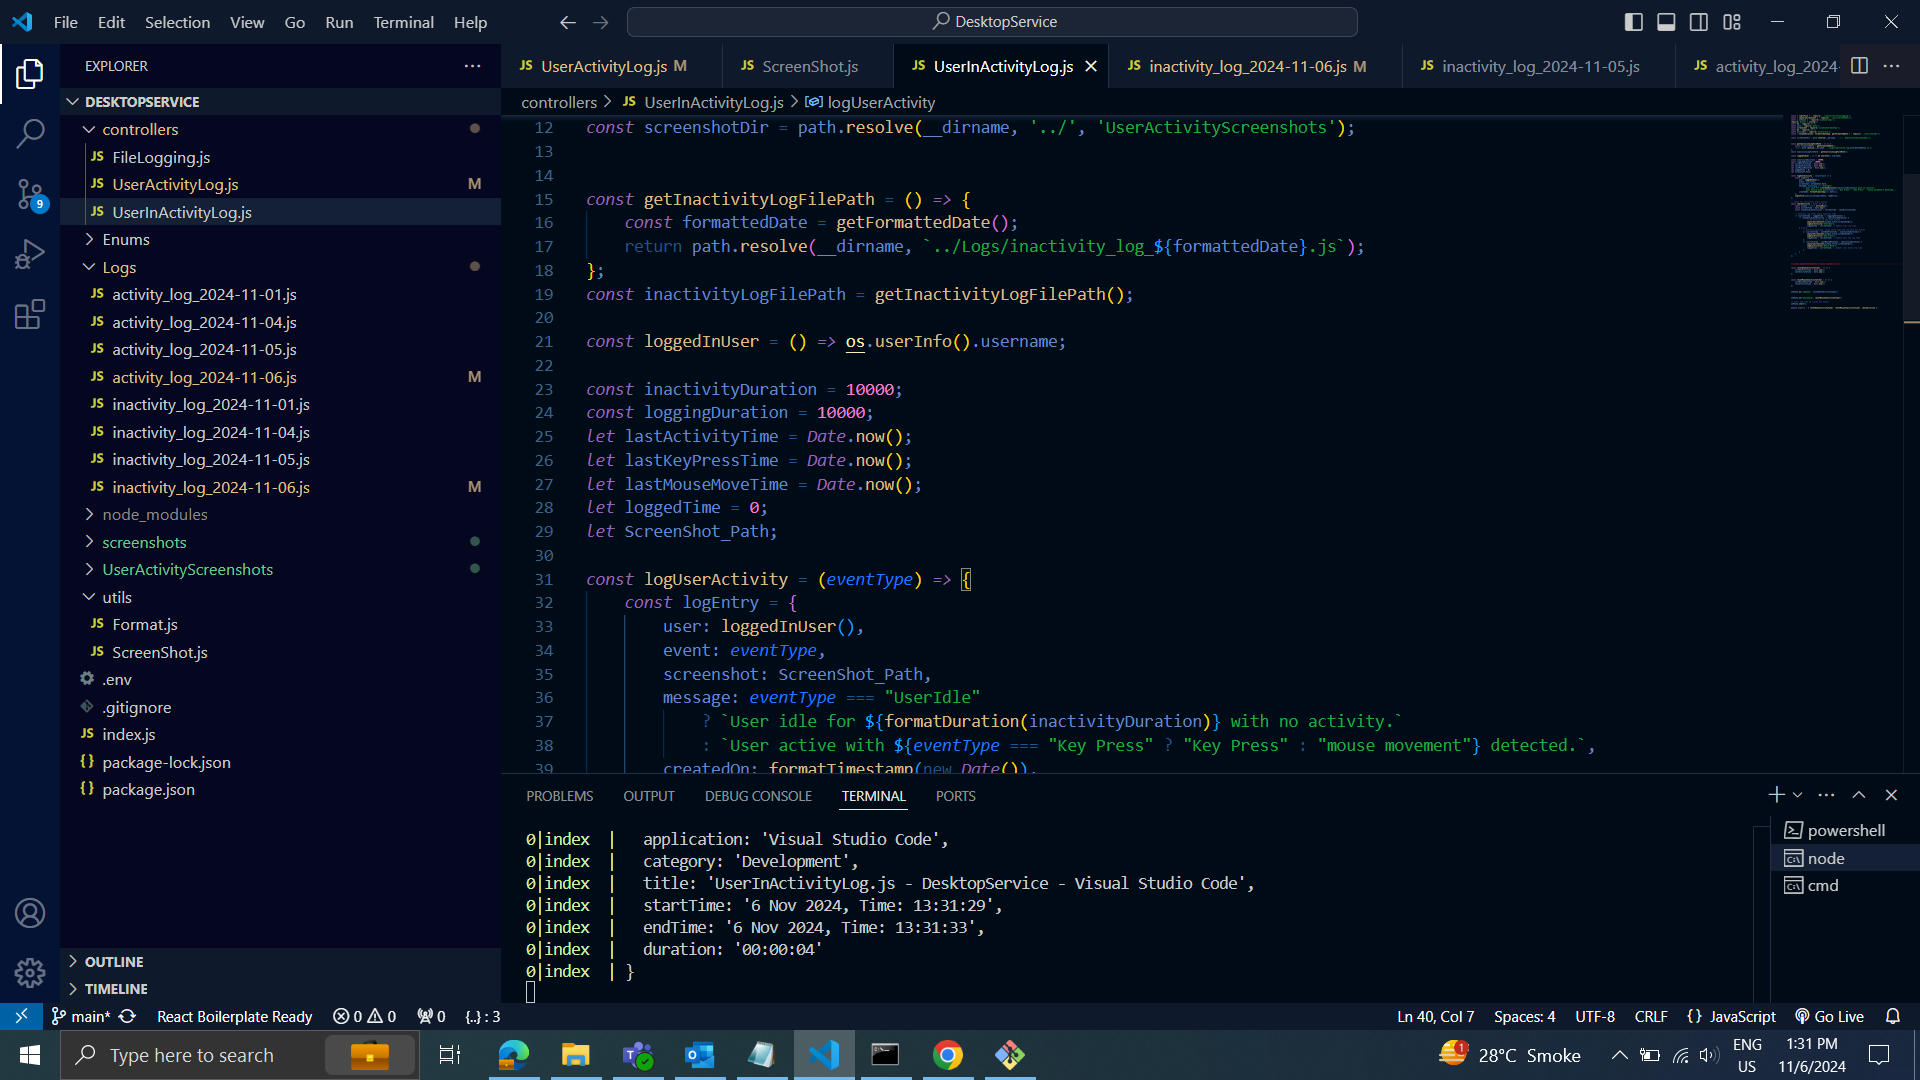 File Edit Selection View Go Run Terminal Help
DesktopService
EXPLORER
DESKTOPSERVICE
controllers
JS FileLogging.js
JS UserActivityLog.js M
JS UserInActivityLog.js
Enums
Logs
JS activity_log_2024-11-01.js
JS activity_log_2024-11-04.js
JS activity_log_2024-11-05.js
JS activity_log_2024-11-06.js M
JS inactivity_log_2024-11-01.js
JS inactivity_log_2024-11-04.js
JS inactivity_log_2024-11-05.js
JS inactivity_log_2024-11-06.js M
node_modules
screenshots
UserActivityScreenshots
utils
JS Format.js
JS ScreenShot.js
.env
.gitignore
JS index.js
{} package-lock.json
{} package.json
OUTLINE
TIMELINE
9
JS UserActivityLog.js M
JS ScreenShot.js
JS UserInActivityLog.js
JS inactivity_log_2024-11-06.js M
JS inactivity_log_2024-11-05.js
JS activity_log_2024-
controllers > JS UserInActivityLog.js > logUserActivity
12 const screenshotDir = path.resolve(__dirname, '../', 'UserActivityScreenshots');
13
14
15 const getInactivityLogFilePath = () => {
16 const formattedDate = getFormattedDate();
17 return path.resolve(__dirname, `../Logs/inactivity_log_${formattedDate}.js`);
18 };
19 const inactivityLogFilePath = getInactivityLogFilePath();
20
21 const loggedInUser = () => os.userInfo().username;
22
23 const inactivityDuration = 10000;
24 const loggingDuration = 10000;
25 let lastActivityTime = Date.now();
26 let lastKeyPressTime = Date.now();
27 let lastMouseMoveTime = Date.now();
28 let loggedTime = 0;
29 let ScreenShot_Path;
30
31 const logUserActivity = (eventType) => {
32 const logEntry = {
33 user: loggedInUser(),
34 event: eventType,
35 screenshot: ScreenShot_Path,
36 message: eventType === "UserIdle"
37 ? `User idle for ${formatDuration(inactivityDuration)} with no activity.`
38 : `User active with ${eventType === "Key Press" ? "Key Press" : "mouse movement"} detected.`,
39 createdOn: formatTimestamp(new Date()),
PROBLEMS OUTPUT DEBUG CONSOLE TERMINAL PORTS
0|index | application: 'Visual Studio Code',
0|index | category: 'Development',
0|index | title: 'UserInActivityLog.js - DesktopService - Visual Studio Code',
0|index | startTime: '6 Nov 2024, Time: 13:31:29',
0|index | endTime: '6 Nov 2024, Time: 13:31:33',
0|index | duration: '00:00:04'
0|index | }
powershell
node
cmd
main* React Boilerplate Ready 0 0 0 {..} : 3
Ln 40, Col 7 Spaces: 4 UTF-8 CRLF {} JavaScript Go Live
Type here to search
1 28°C Smoke
ENG
US
1:31 PM
11/6/2024